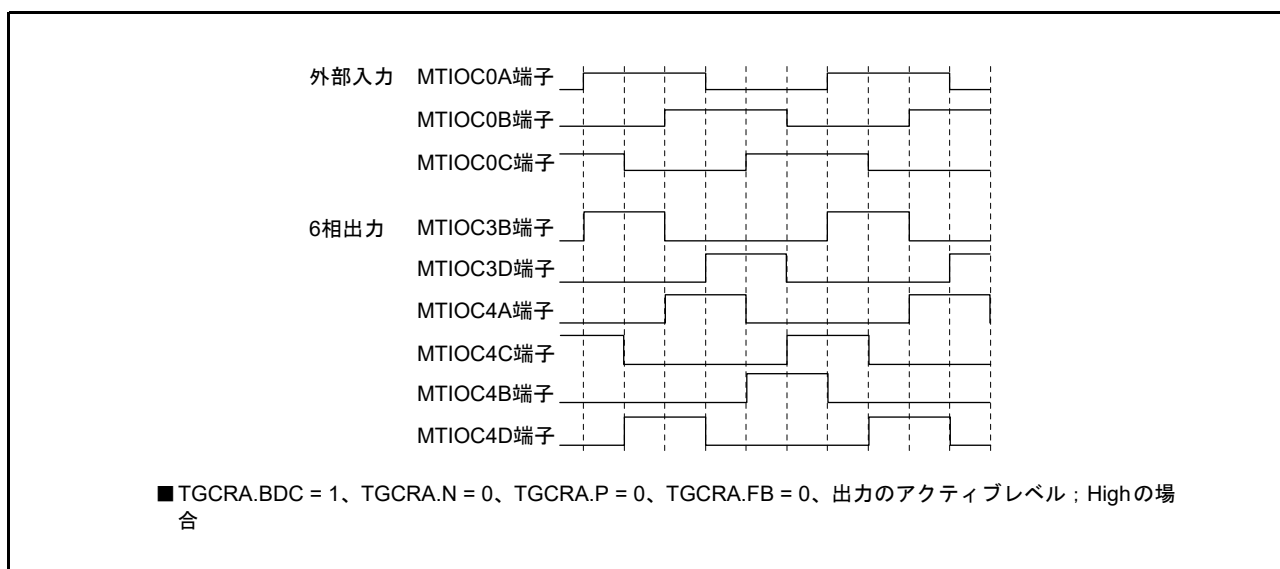 外部入力 MTIOC0A端子
MTIOC0B端子
MTIOC0C端子
6相出力 MTIOC3B端子
MTIOC3D端子
MTIOC4A端子
MTIOC4C端子
MTIOC4B端子
MTIOC4D端子
■TGCRA.BDC = 1、TGCRA.N = 0、TGCRA.P = 0、TGCRA.FB = 0、出力のアクティブレベル；Highの場
合